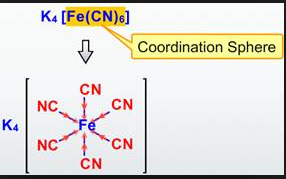 K₄ [Fe(CN)₆]
Coordination Sphere
CN
NC CN
K₄ Fe
NC CN
CN